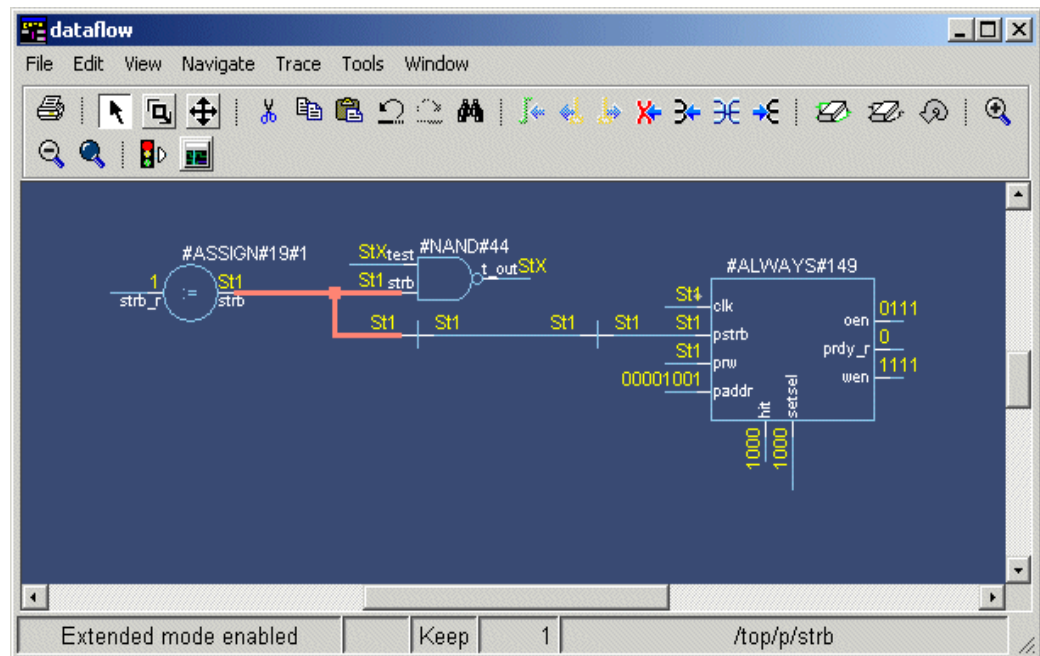 dataflow
File Edit View Navigate Trace Tools Window
#ASSIGN#19#1
1
strb_r
:=
St1
strb
StX
test
#NAND#44
St1
strb
t_out
StX
St1
St1
St1
St1
#ALWAYS#149
clk
St1
pstrb
St1
prw
00001001
paddr
oen
0111
prdy_r
0
wen
1111
hit
setsel
1000
1000
Extended mode enabled
Keep
1
/top/p/strb